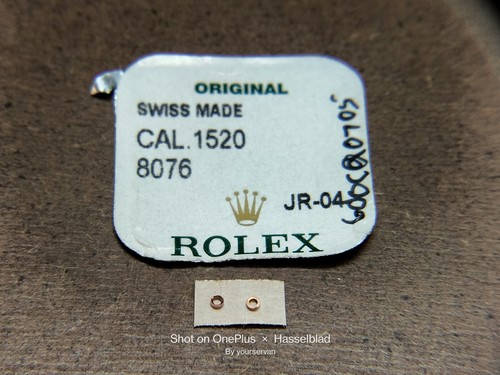 ORIGINAL
SWISS MADE
CAL.1520
8076
JR-04
ROLEX
Shot on OnePlus × Hasselblad
By yourservan